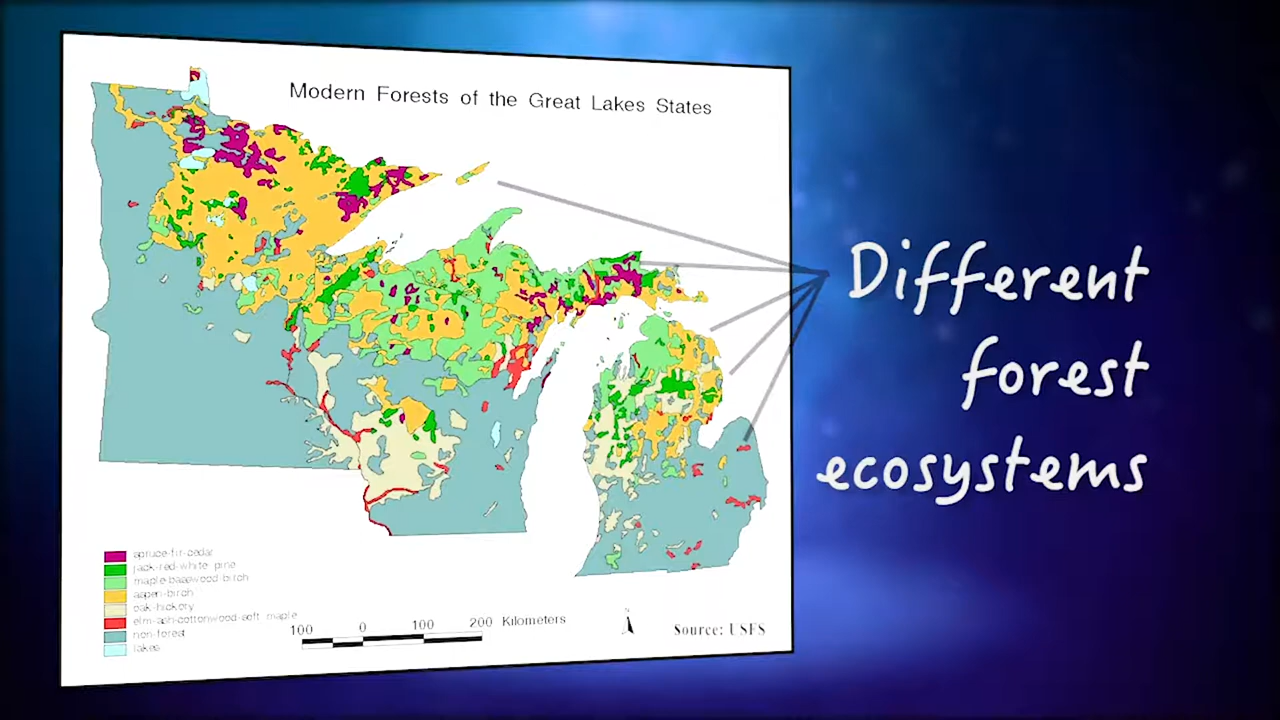 Modern Forests of the Great Lakes States
Different
forest
ecosystems
spruce-fir-cedar
jack-red-white pine
maple-basswood-birch
aspen-birch
oak-hickory
elm-ash-cottonwood-soft maple
non-forest
lakes
100 0 100 200 Kilometers
N
Source: USFS